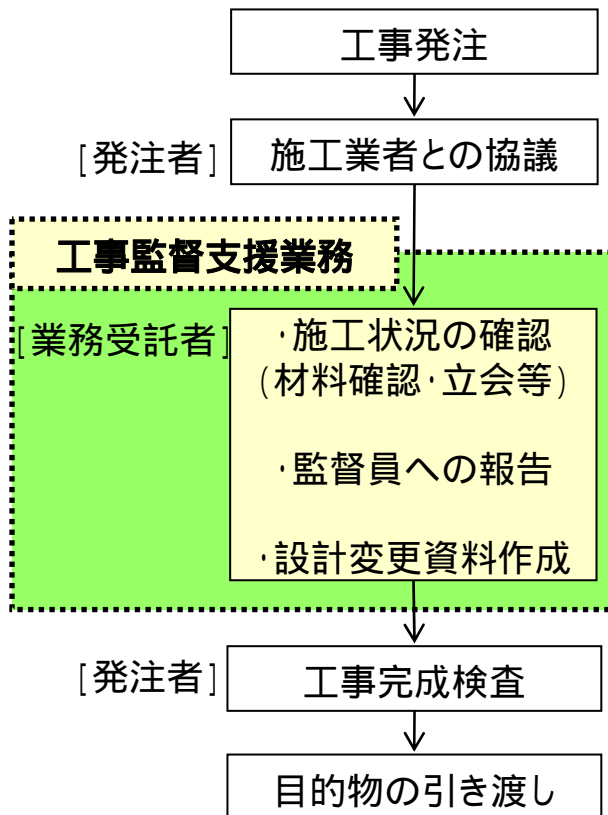 工事発注
[発注者] 施工業者との協議
工事監督支援業務
[業務受託者] ・施工状況の確認
(材料確認・立会等)
・監督員への報告
・設計変更資料作成
[発注者] 工事完成検査
目的物の引き渡し